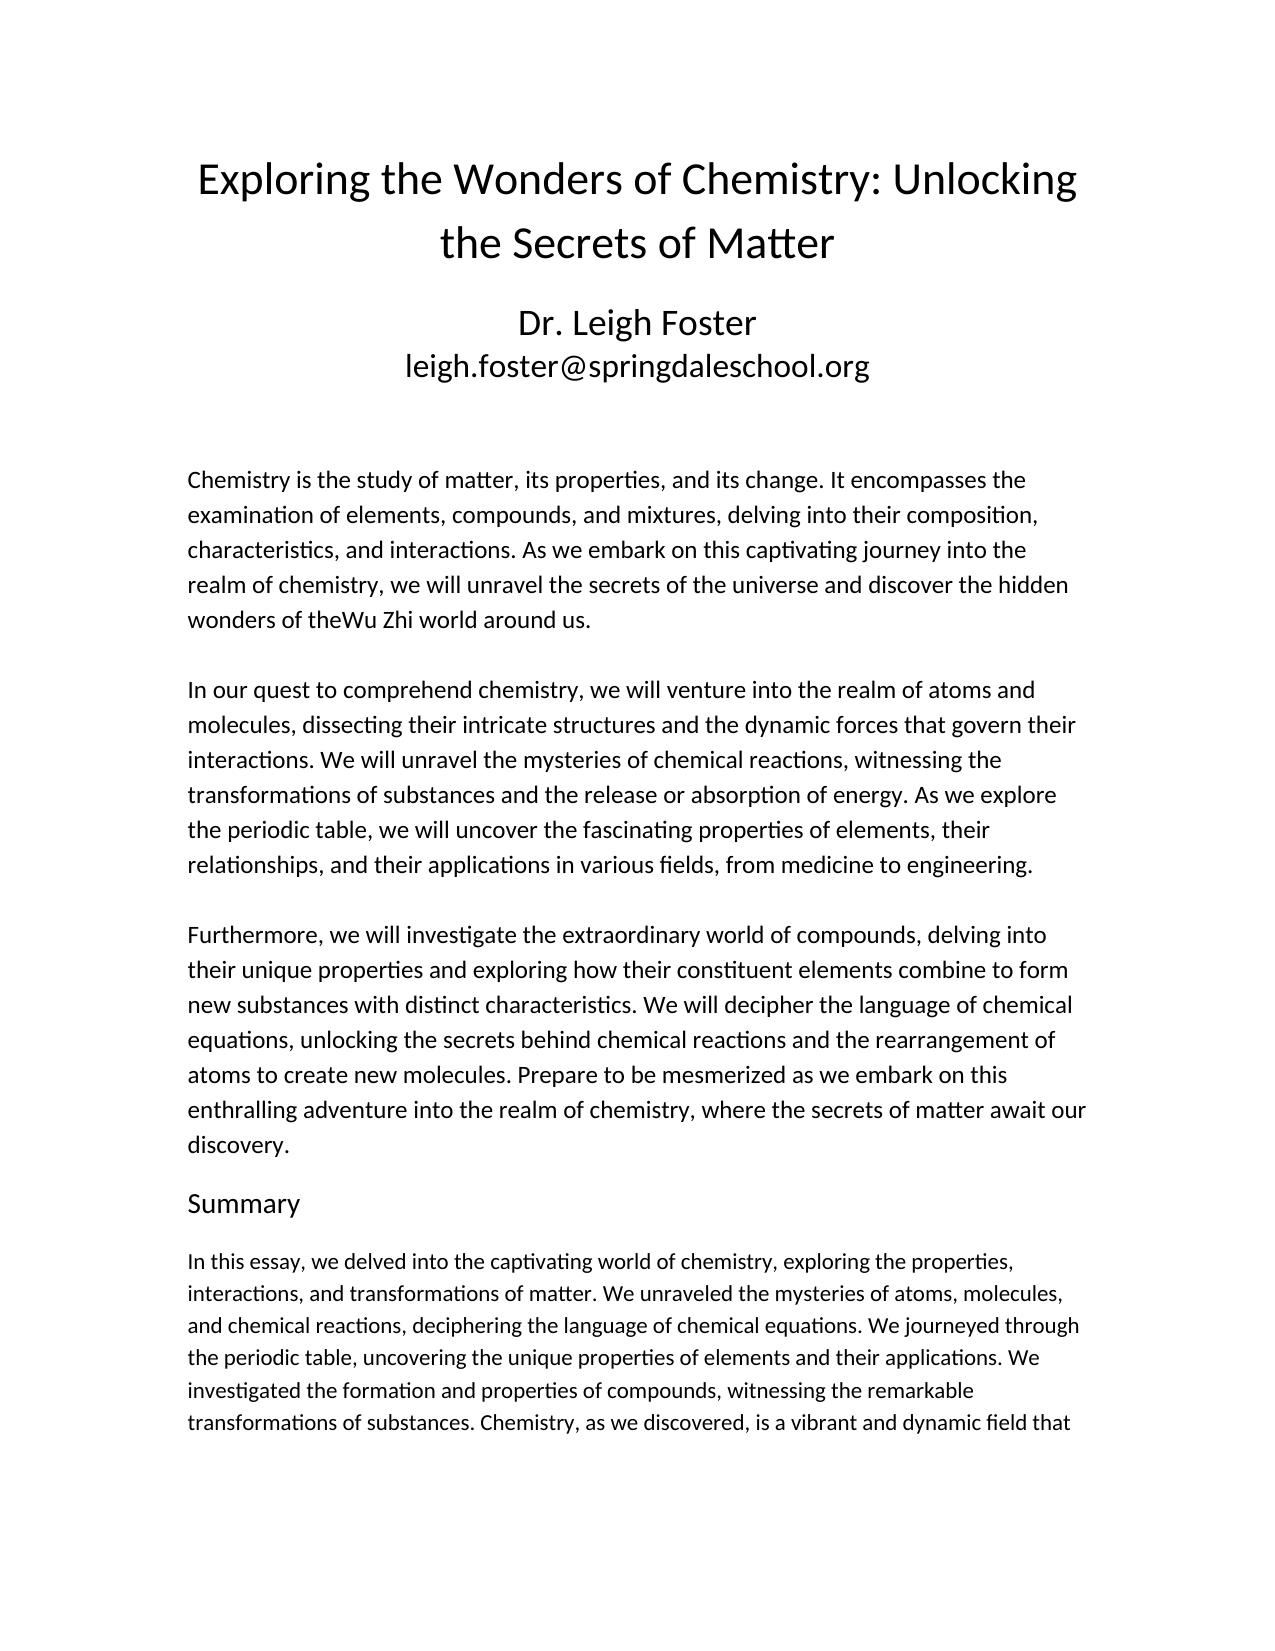 Exploring the Wonders of Chemistry: Unlocking
the Secrets of Matter
Dr. Leigh Foster
leigh.foster@springdaleschool.org
Chemistry is the study of matter, its properties, and its change. It encompasses the
examination of elements, compounds, and mixtures, delving into their composition,
characteristics, and interactions. As we embark on this captivating journey into the
realm of chemistry, we will unravel the secrets of the universe and discover the hidden
wonders of theWu Zhi world around us.
In our quest to comprehend chemistry, we will venture into the realm of atoms and
molecules, dissecting their intricate structures and the dynamic forces that govern their
interactions. We will unravel the mysteries of chemical reactions, witnessing the
transformations of substances and the release or absorption of energy. As we explore
the periodic table, we will uncover the fascinating properties of elements, their
relationships, and their applications in various fields, from medicine to engineering.
Furthermore, we will investigate the extraordinary world of compounds, delving into
their unique properties and exploring how their constituent elements combine to form
new substances with distinct characteristics. We will decipher the language of chemical
equations, unlocking the secrets behind chemical reactions and the rearrangement of
atoms to create new molecules. Prepare to be mesmerized as we embark on this
enthralling adventure into the realm of chemistry, where the secrets of matter await our
discovery.
Summary
In this essay, we delved into the captivating world of chemistry, exploring the properties,
interactions, and transformations of matter. We unraveled the mysteries of atoms, molecules,
and chemical reactions, deciphering the language of chemical equations. We journeyed through
the periodic table, uncovering the unique properties of elements and their applications. We
investigated the formation and properties of compounds, witnessing the remarkable
transformations of substances. Chemistry, as we discovered, is a vibrant and dynamic field that